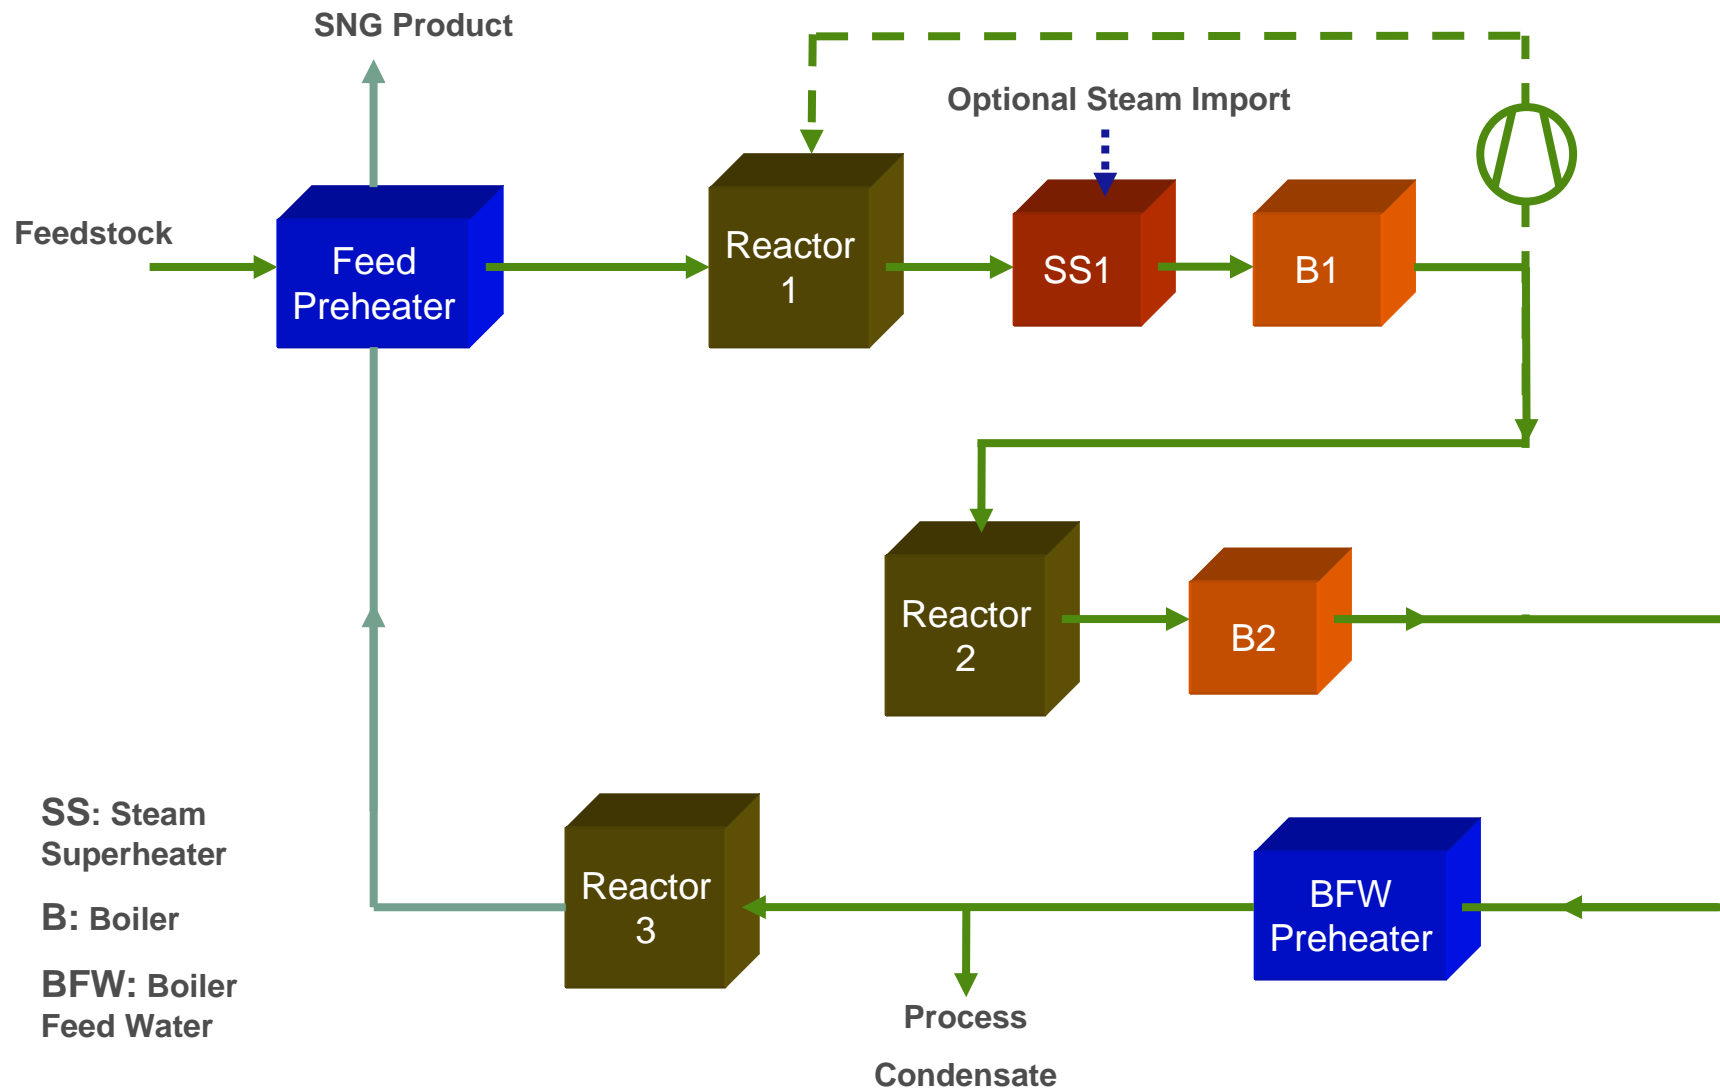 SNG Product
Optional Steam Import
Feedstock
Feed
Preheater
Reactor
1
SS1
B1
Reactor
2
B2
SS: Steam
Superheater
B: Boiler
BFW: Boiler
Feed Water
Reactor
3
BFW
Preheater
Process
Condensate